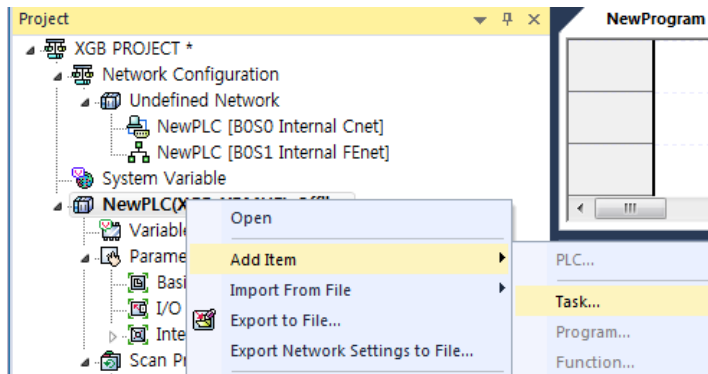 Project
NewProgram
XGB PROJECT *
Network Configuration
Undefined Network
NewPLC [B0S0 Internal Cnet]
NewPLC [B0S1 Internal FEnet]
System Variable
NewPLC(
Open
Variable
Add Item
PLC...
Parame
Basi
Import From File
Task...
I/O
Export to File...
Program...
Inte
Export Network Settings to File...
Scan P
Function...